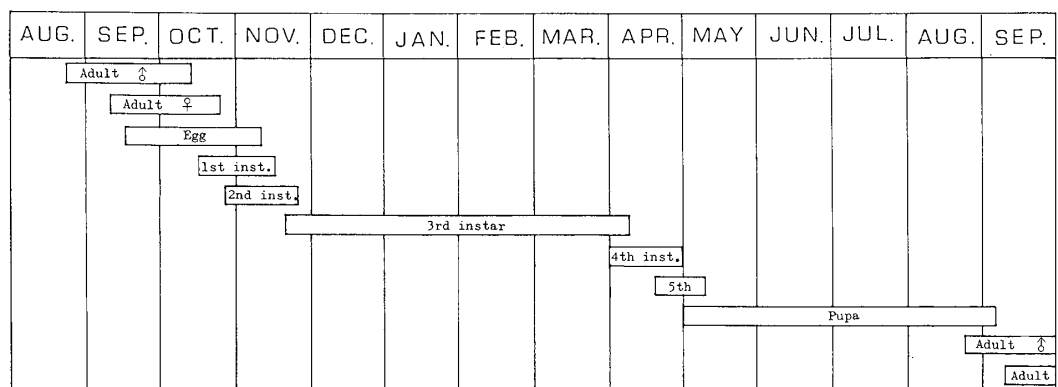 AUG. SEP. OCT. NOV. DEC. JAN. FEB. MAR. APR. MAY JUN. JUL. AUG. SEP.
Adult ♂
Adult ♀
Egg
1st inst.
2nd inst.
3rd instar
4th inst.
5th
Pupa
Adult ♂
Adult